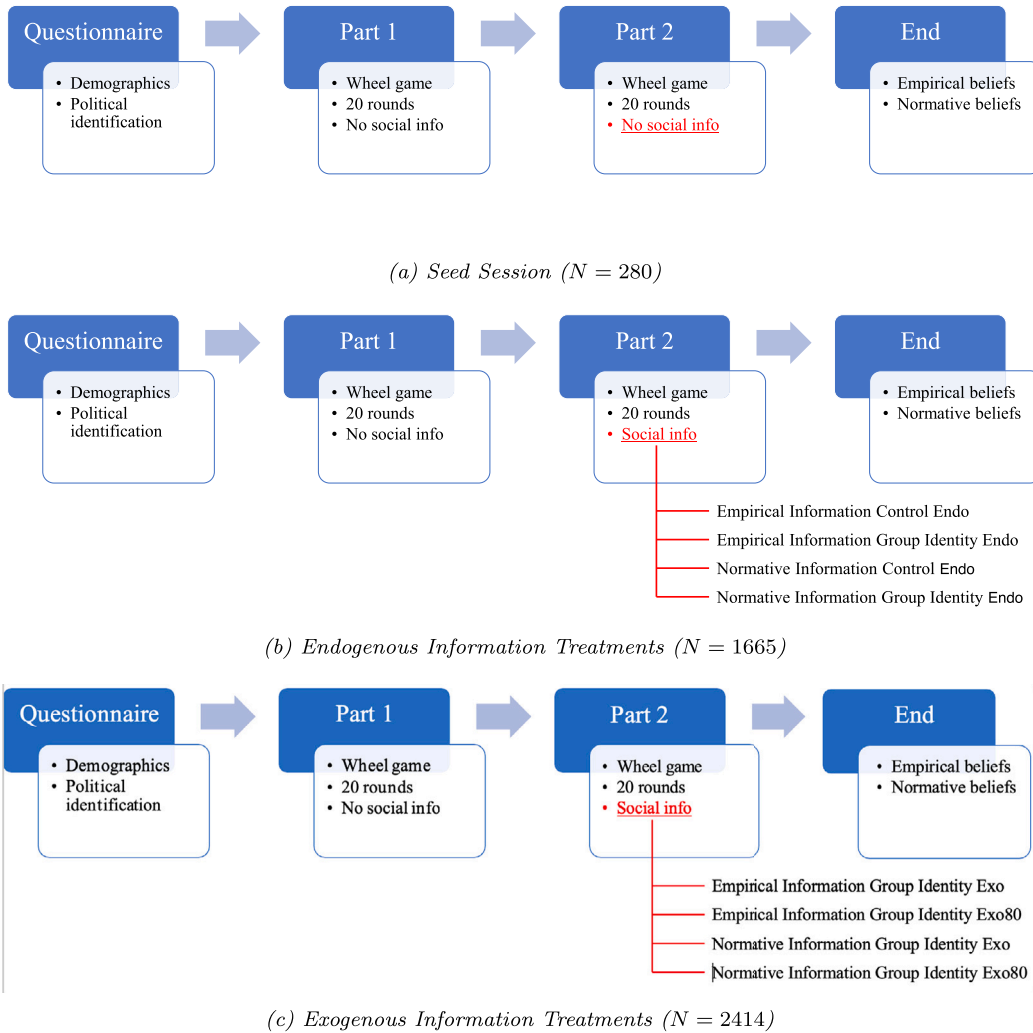 Questionnaire
• Demographics
• Political
identification
Part 1
• Wheel game
• 20 rounds
• No social info
Part 2
• Wheel game
• 20 rounds
• No social info
End
• Empirical beliefs
• Normative beliefs
(a) Seed Session (N = 280)
Questionnaire
• Demographics
• Political
identification
Part 1
• Wheel game
• 20 rounds
• No social info
Part 2
• Wheel game
• 20 rounds
• Social info
Empirical Information Control Endo
Empirical Information Group Identity Endo
Normative Information Control Endo
Normative Information Group Identity Endo
End
• Empirical beliefs
• Normative beliefs
(b) Endogenous Information Treatments (N = 1665)
Questionnaire
• Demographics
• Political
identification
Part 1
• Wheel game
• 20 rounds
• No social info
Part 2
• Wheel game
• 20 rounds
• Social info
Empirical Information Group Identity Exo
Empirical Information Group Identity Exo80
Normative Information Group Identity Exo
Normative Information Group Identity Exo80
End
• Empirical beliefs
• Normative beliefs
(c) Exogenous Information Treatments (N = 2414)